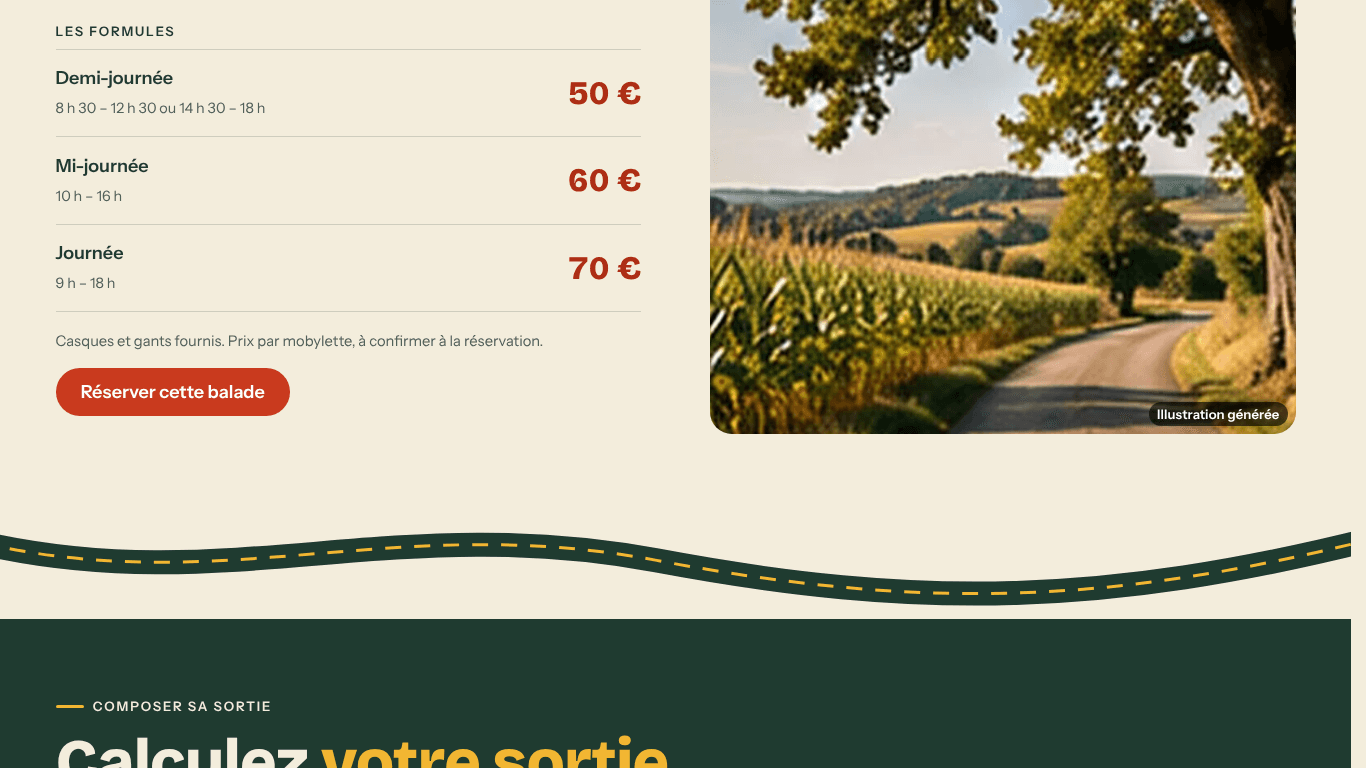 LES FORMULES
Demi-journée
8 h 30 – 12 h 30 ou 14 h 30 – 18 h
50 €
Mi-journée
10 h – 16 h
60 €
Journée
9 h – 18 h
70 €
Casques et gants fournis. Prix par mobylette, à confirmer à la réservation.
Réserver cette balade
Illustration générée
COMPOSER SA SORTIE
Calculez votre sortie